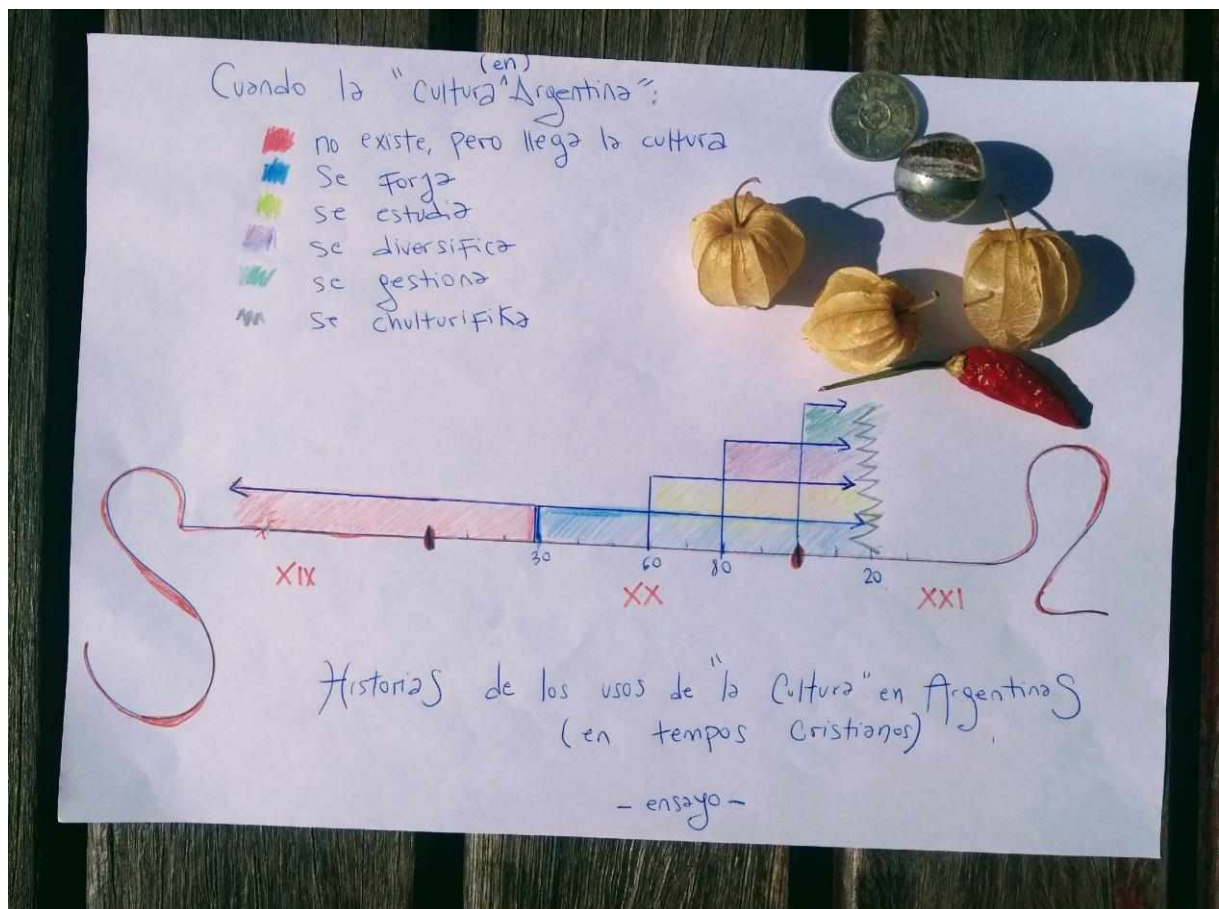 (en)
Cuando la "Cultura ^ Argentina":
no existe, pero llega la cultura
Se Forja
se estudia
se diversifica
se gestiona
se chulturifika
30
60
80
20
XIX
XX
XXI
HistoriaS de los usos de "la Cultura" en ArgentinaS
(en tempos Cristianos)
- ensayo -